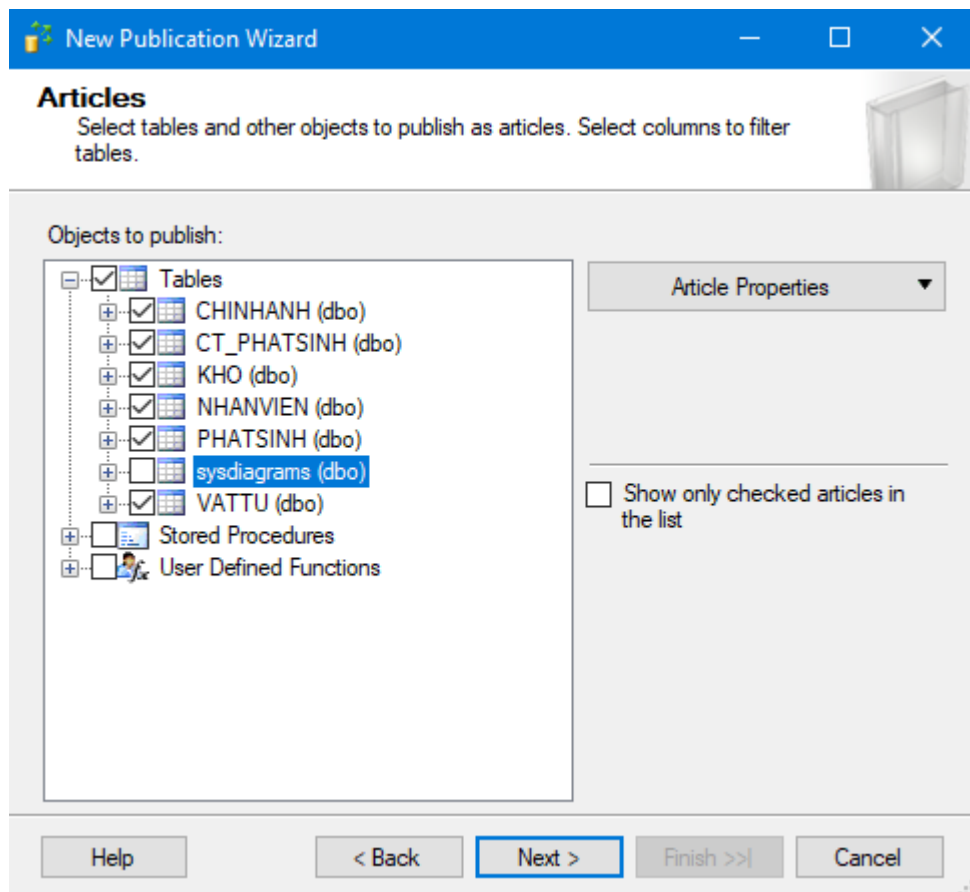 New Publication Wizard
Articles
Select tables and other objects to publish as articles. Select columns to filter
tables.
Objects to publish:
Tables
CHINHANH (dbo)
CT_PHATSINH (dbo)
KHO (dbo)
NHANVIEN (dbo)
PHATSINH (dbo)
sysdiagrams (dbo)
VATTU (dbo)
Stored Procedures
User Defined Functions
Article Properties
Show only checked articles in
the list
Help
< Back
Next >
Finish >>|
Cancel